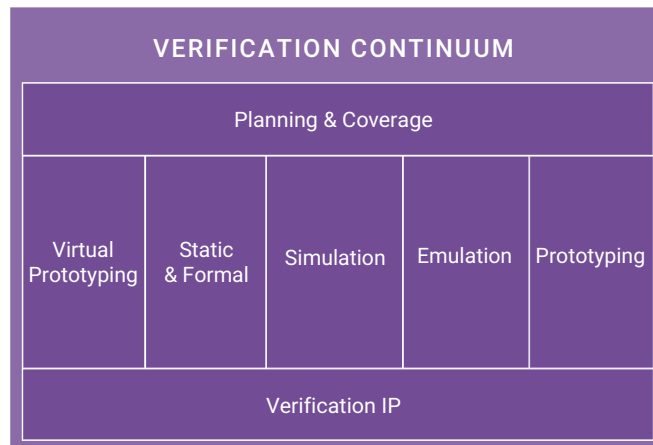 VERIFICATION CONTINUUM
Planning & Coverage
Virtual
Prototyping
Static
& Formal
Simulation
Emulation
Prototyping
Verification IP